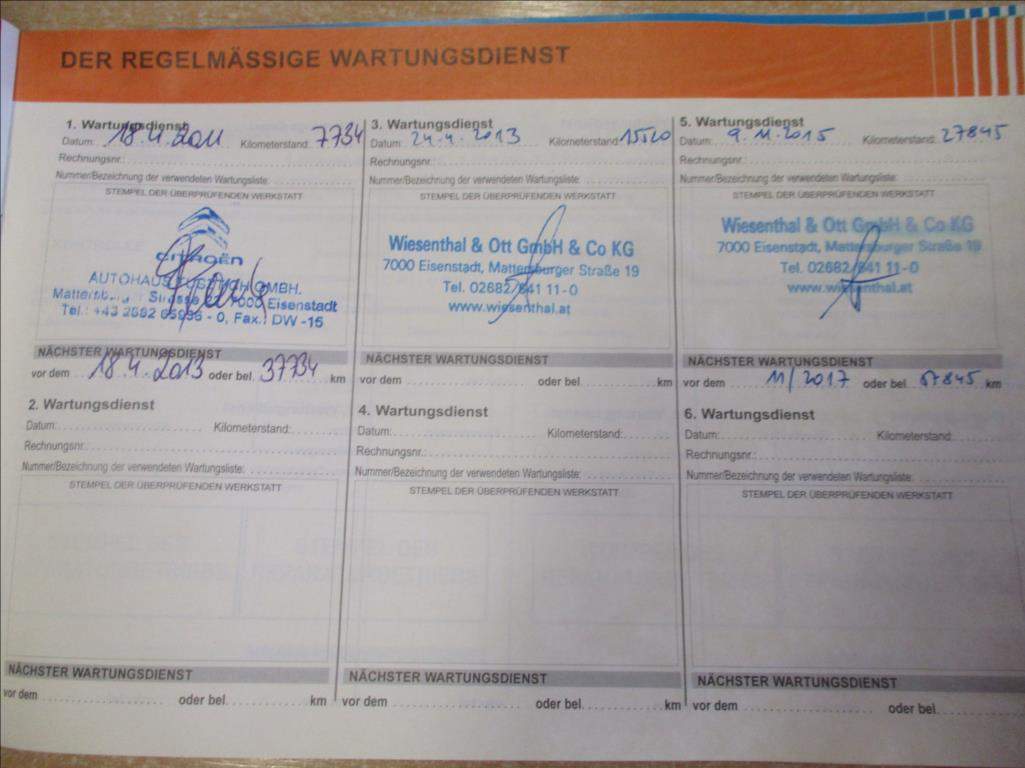 DER REGELMÄSSIGE WARTUNGSDIENST
1. Wartungsdienst
Datum: 18.4.2011 Kilometerstand: 7734
Rechnungsnr.:
Nummer/Bezeichnung der verwendeten Wartungsliste:
STEMPEL DER ÜBERPRÜFENDEN WERKSTATT
CITROËN
AUTOHAUS GMBH.
7000 Eisenstadt
- 0, Fax.: DW -15
NÄCHSTER WARTUNGSDIENST
vor dem 18.4.2013 oder bei 37734 km
3. Wartungsdienst
Datum: 24.4.2013 Kilometerstand: 15520
Rechnungsnr.:
Nummer/Bezeichnung der verwendeten Wartungsliste:
STEMPEL DER ÜBERPRÜFENDEN WERKSTATT
Wiesenthal & Ott GmbH & Co KG
7000 Eisenstadt, Mattersburger Straße 19
Tel. 02682/641 11-0
www.wiesenthal.at
NÄCHSTER WARTUNGSDIENST
vor dem oder bei km
5. Wartungsdienst
Datum: 9.11.2015 Kilometerstand: 27845
Rechnungsnr.:
Nummer/Bezeichnung der verwendeten Wartungsliste:
STEMPEL DER ÜBERPRÜFENDEN WERKSTATT
Wiesenthal & Ott GmbH & Co KG
7000 Eisenstadt, Mattersburger Straße 19
Tel. 02682/641 11-0
www.wiesenthal.at
NÄCHSTER WARTUNGSDIENST
vor dem 11/2017 oder bei 57845 km
2. Wartungsdienst
Datum: Kilometerstand:
Rechnungsnr.:
Nummer/Bezeichnung der verwendeten Wartungsliste:
STEMPEL DER ÜBERPRÜFENDEN WERKSTATT
NÄCHSTER WARTUNGSDIENST
vor dem oder bei km
4. Wartungsdienst
Datum: Kilometerstand:
Rechnungsnr.:
Nummer/Bezeichnung der verwendeten Wartungsliste:
STEMPEL DER ÜBERPRÜFENDEN WERKSTATT
NÄCHSTER WARTUNGSDIENST
vor dem oder bei km
6. Wartungsdienst
Datum: Kilometerstand:
Rechnungsnr.:
Nummer/Bezeichnung der verwendeten Wartungsliste:
STEMPEL DER ÜBERPRÜFENDEN WERKSTATT
NÄCHSTER WARTUNGSDIENST
vor dem oder bei